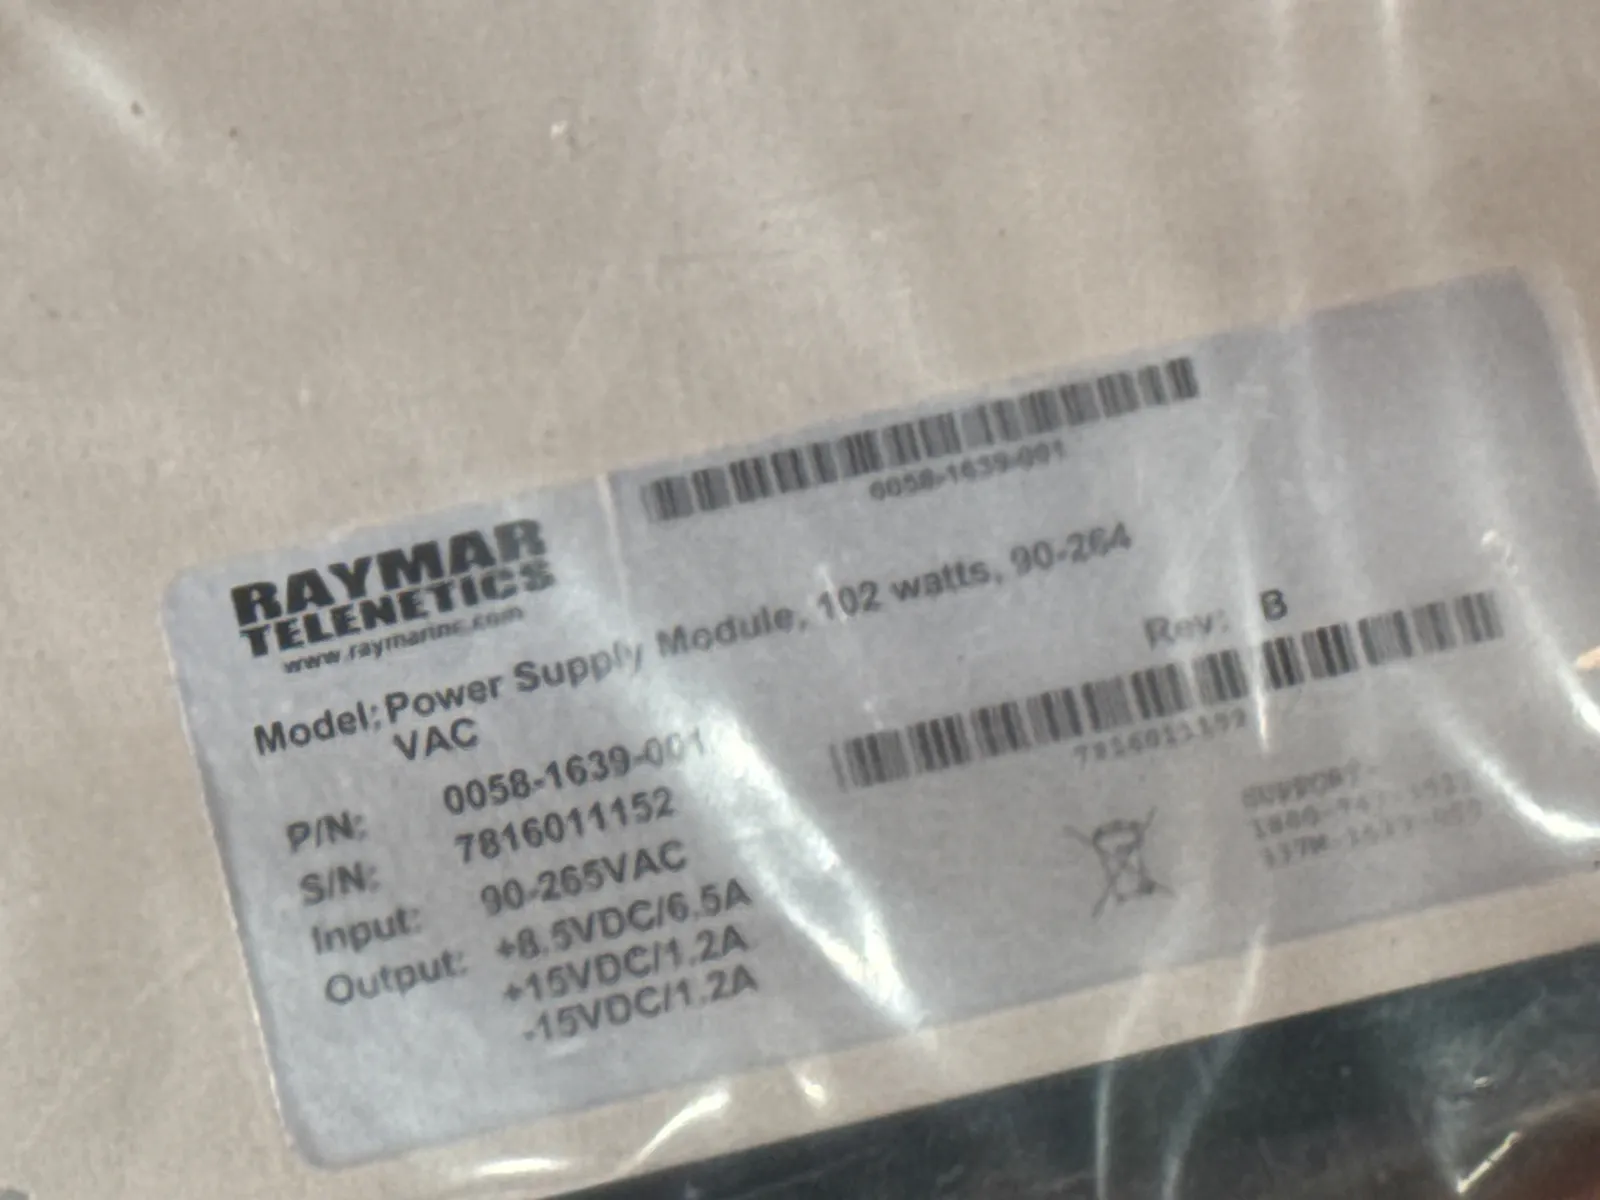 0058-1639-001
RAYMAR
TELENETICS
www.raymarinc.com
Model: Power Supply Module, 102 watts, 90-264
VAC
Rev: B
P/N: 0058-1639-001
S/N: 7816011152
7816011152
Input: 90-265VAC
Output: +8.5VDC/6.5A
+15VDC/1.2A
-15VDC/1.2A
SUPPORT-